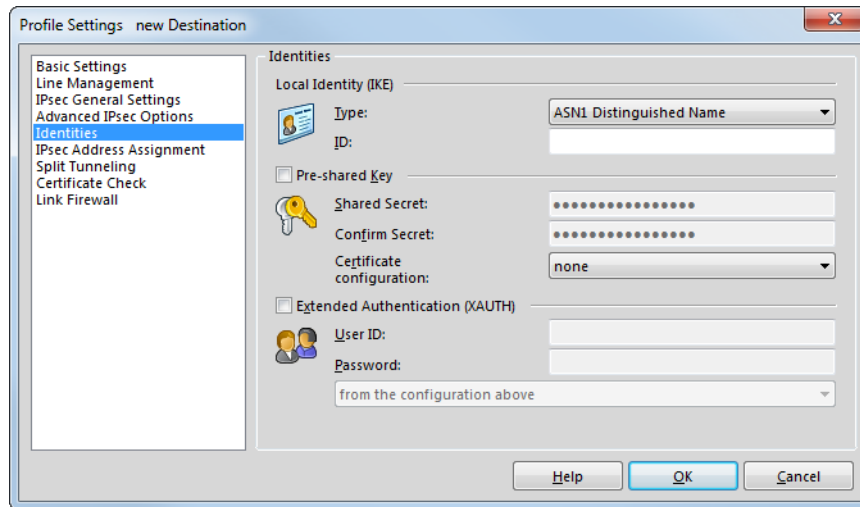 Profile Settings new Destination
Basic Settings
Line Management
IPsec General Settings
Advanced IPsec Options
Identities
IPsec Address Assignment
Split Tunneling
Certificate Check
Link Firewall
Identities
Local Identity (IKE)
Type:
ASN1 Distinguished Name
ID:
Pre-shared Key
Shared Secret:
●●●●●●●●●●●●●●●●
Confirm Secret:
●●●●●●●●●●●●●●●●
Certificate
configuration:
none
Extended Authentication (XAUTH)
User ID:
Password:
from the configuration above
Help
OK
Cancel